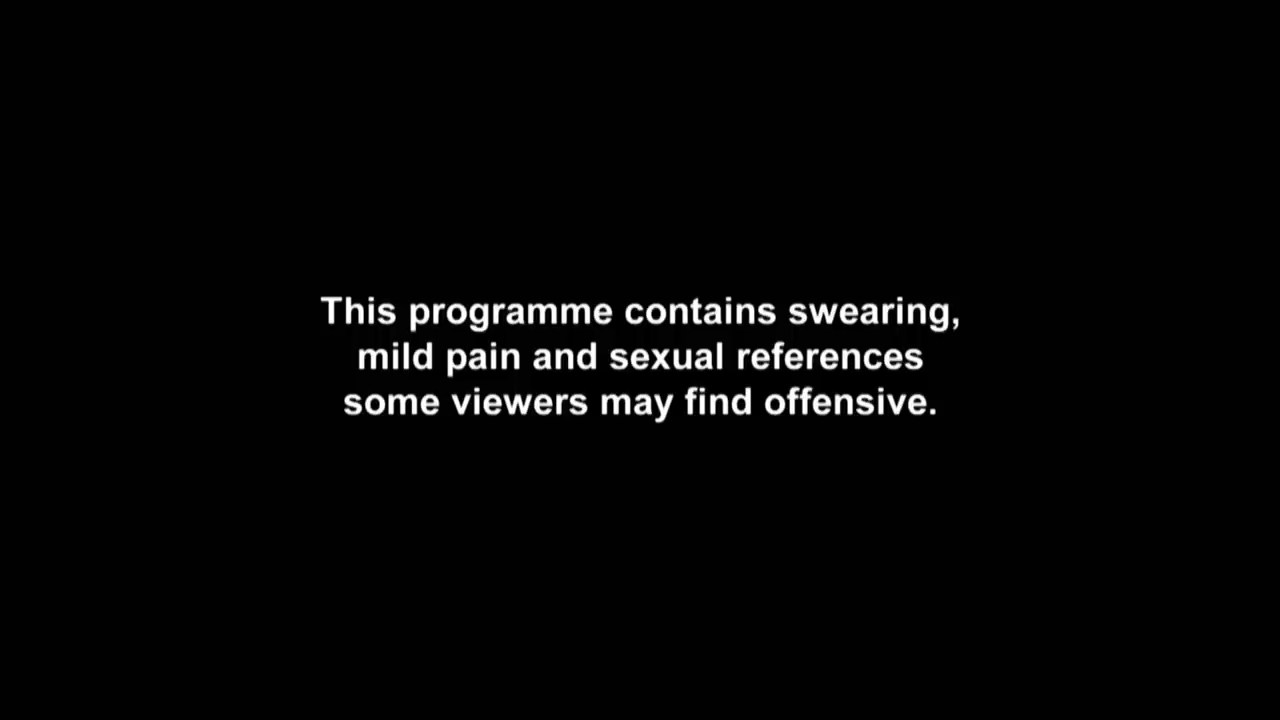 This programme contains swearing,
mild pain and sexual references
some viewers may find offensive.